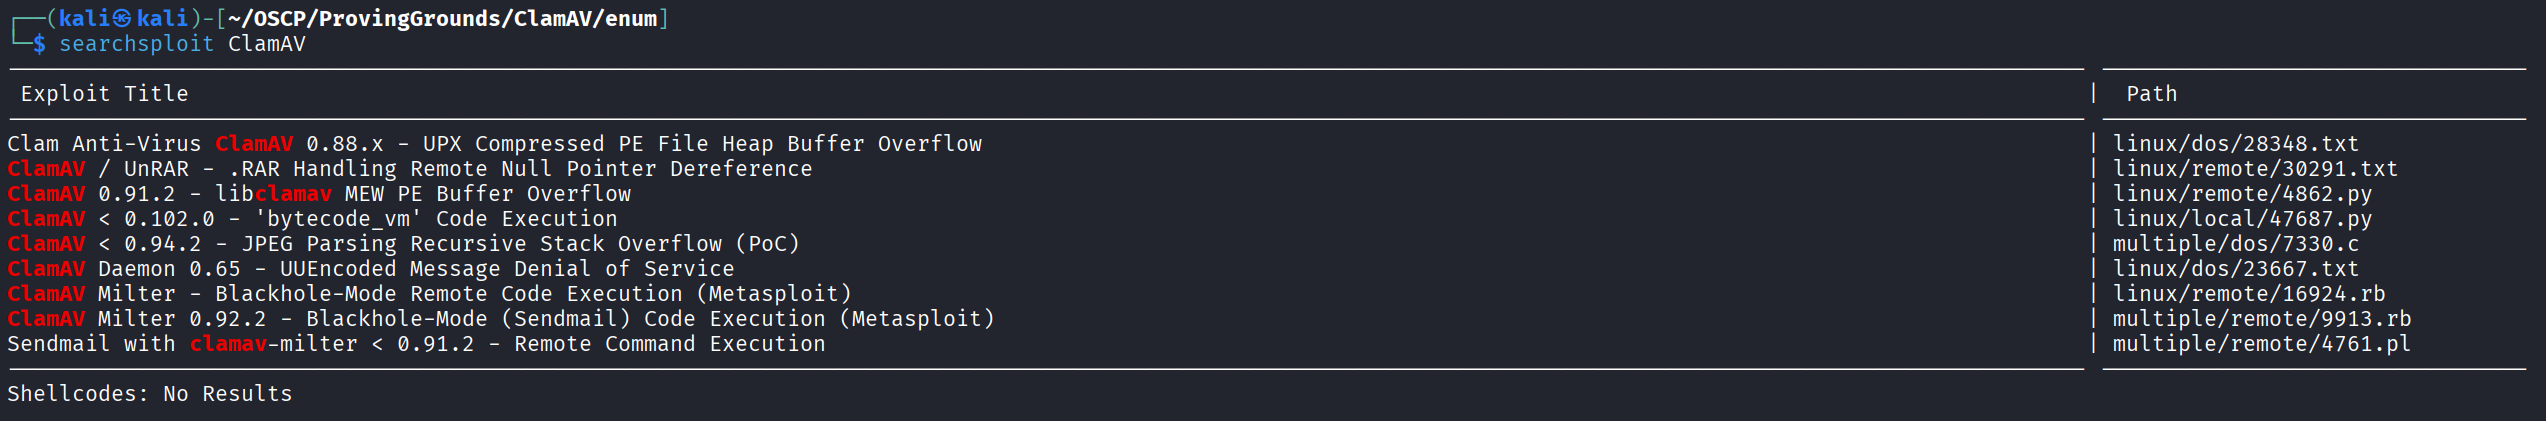 ┌──(kali㉿kali)-[~/OSCP/ProvingGrounds/ClamAV/enum]
└─$ searchsploit ClamAV
Exploit Title | Path
Clam Anti-Virus ClamAV 0.88.x - UPX Compressed PE File Heap Buffer Overflow | linux/dos/28348.txt
ClamAV / UnRAR - .RAR Handling Remote Null Pointer Dereference | linux/remote/30291.txt
ClamAV 0.91.2 - libclamav MEW PE Buffer Overflow | linux/remote/4862.py
ClamAV < 0.102.0 - 'bytecode_vm' Code Execution | linux/local/47687.py
ClamAV < 0.94.2 - JPEG Parsing Recursive Stack Overflow (PoC) | multiple/dos/7330.c
ClamAV Daemon 0.65 - UUEncoded Message Denial of Service | linux/dos/23667.txt
ClamAV Milter - Blackhole-Mode Remote Code Execution (Metasploit) | linux/remote/16924.rb
ClamAV Milter 0.92.2 - Blackhole-Mode (Sendmail) Code Execution (Metasploit) | multiple/remote/9913.rb
Sendmail with clamav-milter < 0.91.2 - Remote Command Execution | multiple/remote/4761.pl
Shellcodes: No Results